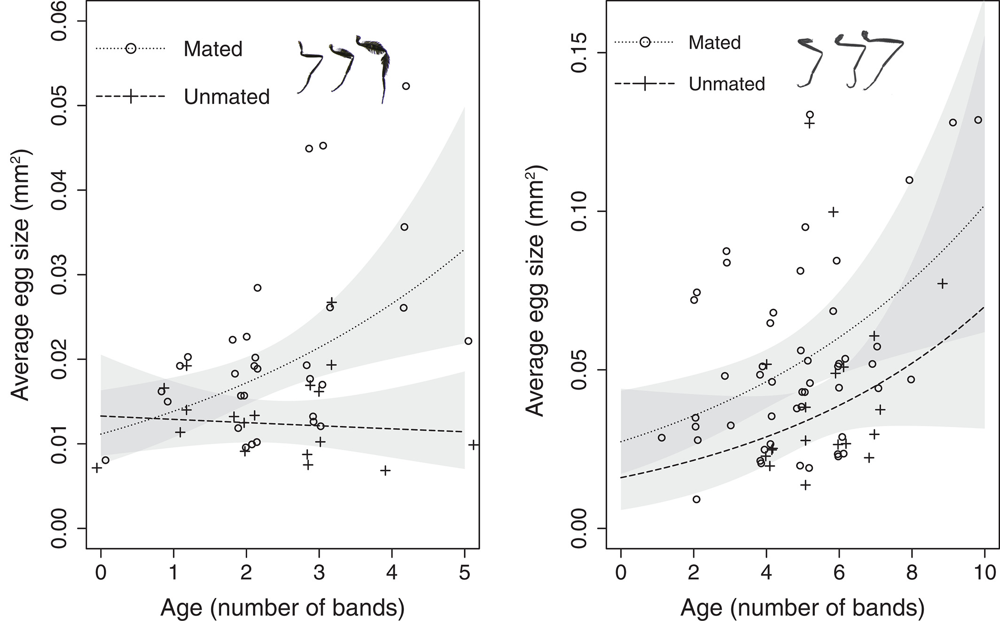 Mated
Unmated
0.06
0.05
0.04
0.03
0.02
0.01
0.00
Average egg size (mm²)
0 1 2 3 4 5
Age (number of bands)
Mated
Unmated
0.15
0.10
0.05
0.00
Average egg size (mm²)
0 2 4 6 8 10
Age (number of bands)